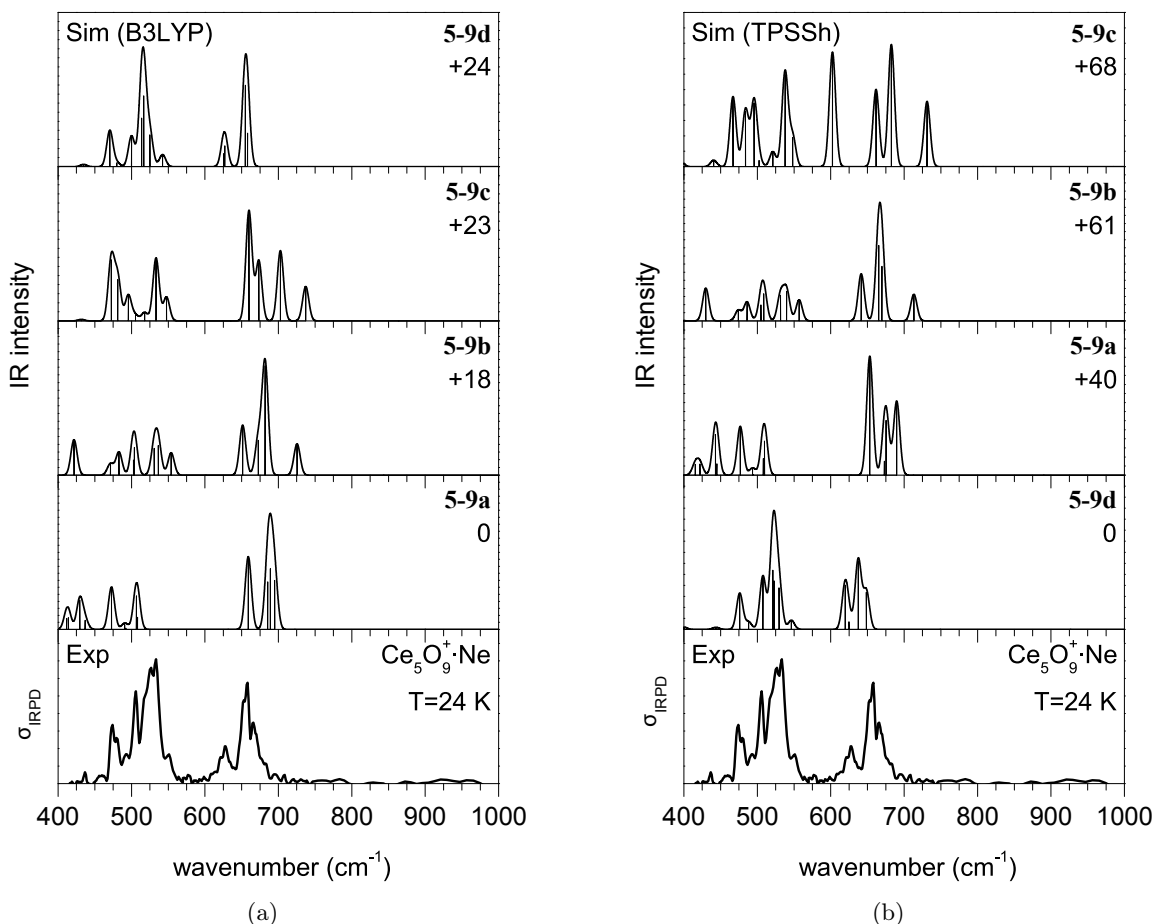 Sim (B3LYP)
5-9d
+24
5-9c
+23
5-9b
+18
5-9a
0
IR intensity
Exp
Ce₅O₉⁺·Ne
T=24 K
σ_IRPD
400 500 600 700 800 900 1000
wavenumber (cm⁻¹)
(a)
Sim (TPSSh)
5-9c
+68
5-9b
+61
5-9a
+40
5-9d
0
IR intensity
Exp
Ce₅O₉⁺·Ne
T=24 K
σ_IRPD
400 500 600 700 800 900 1000
wavenumber (cm⁻¹)
(b)